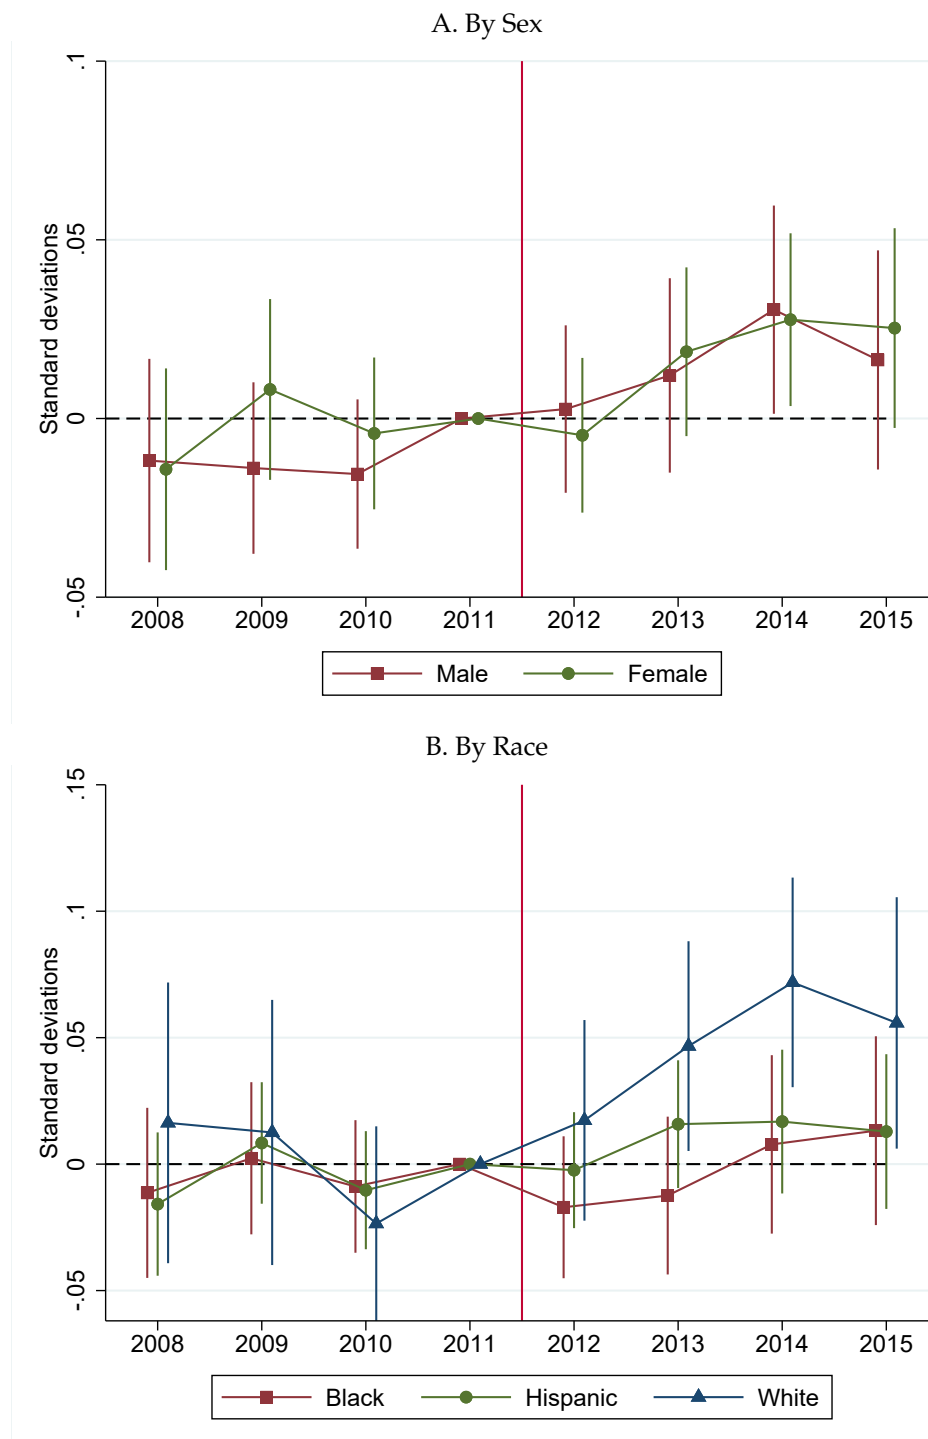 A. By Sex
.1
.05
0
-.05
Standard deviations
2008 2009 2010 2011 2012 2013 2014 2015
Male Female
B. By Race
.15
.1
.05
0
-.05
Standard deviations
2008 2009 2010 2011 2012 2013 2014 2015
Black Hispanic White